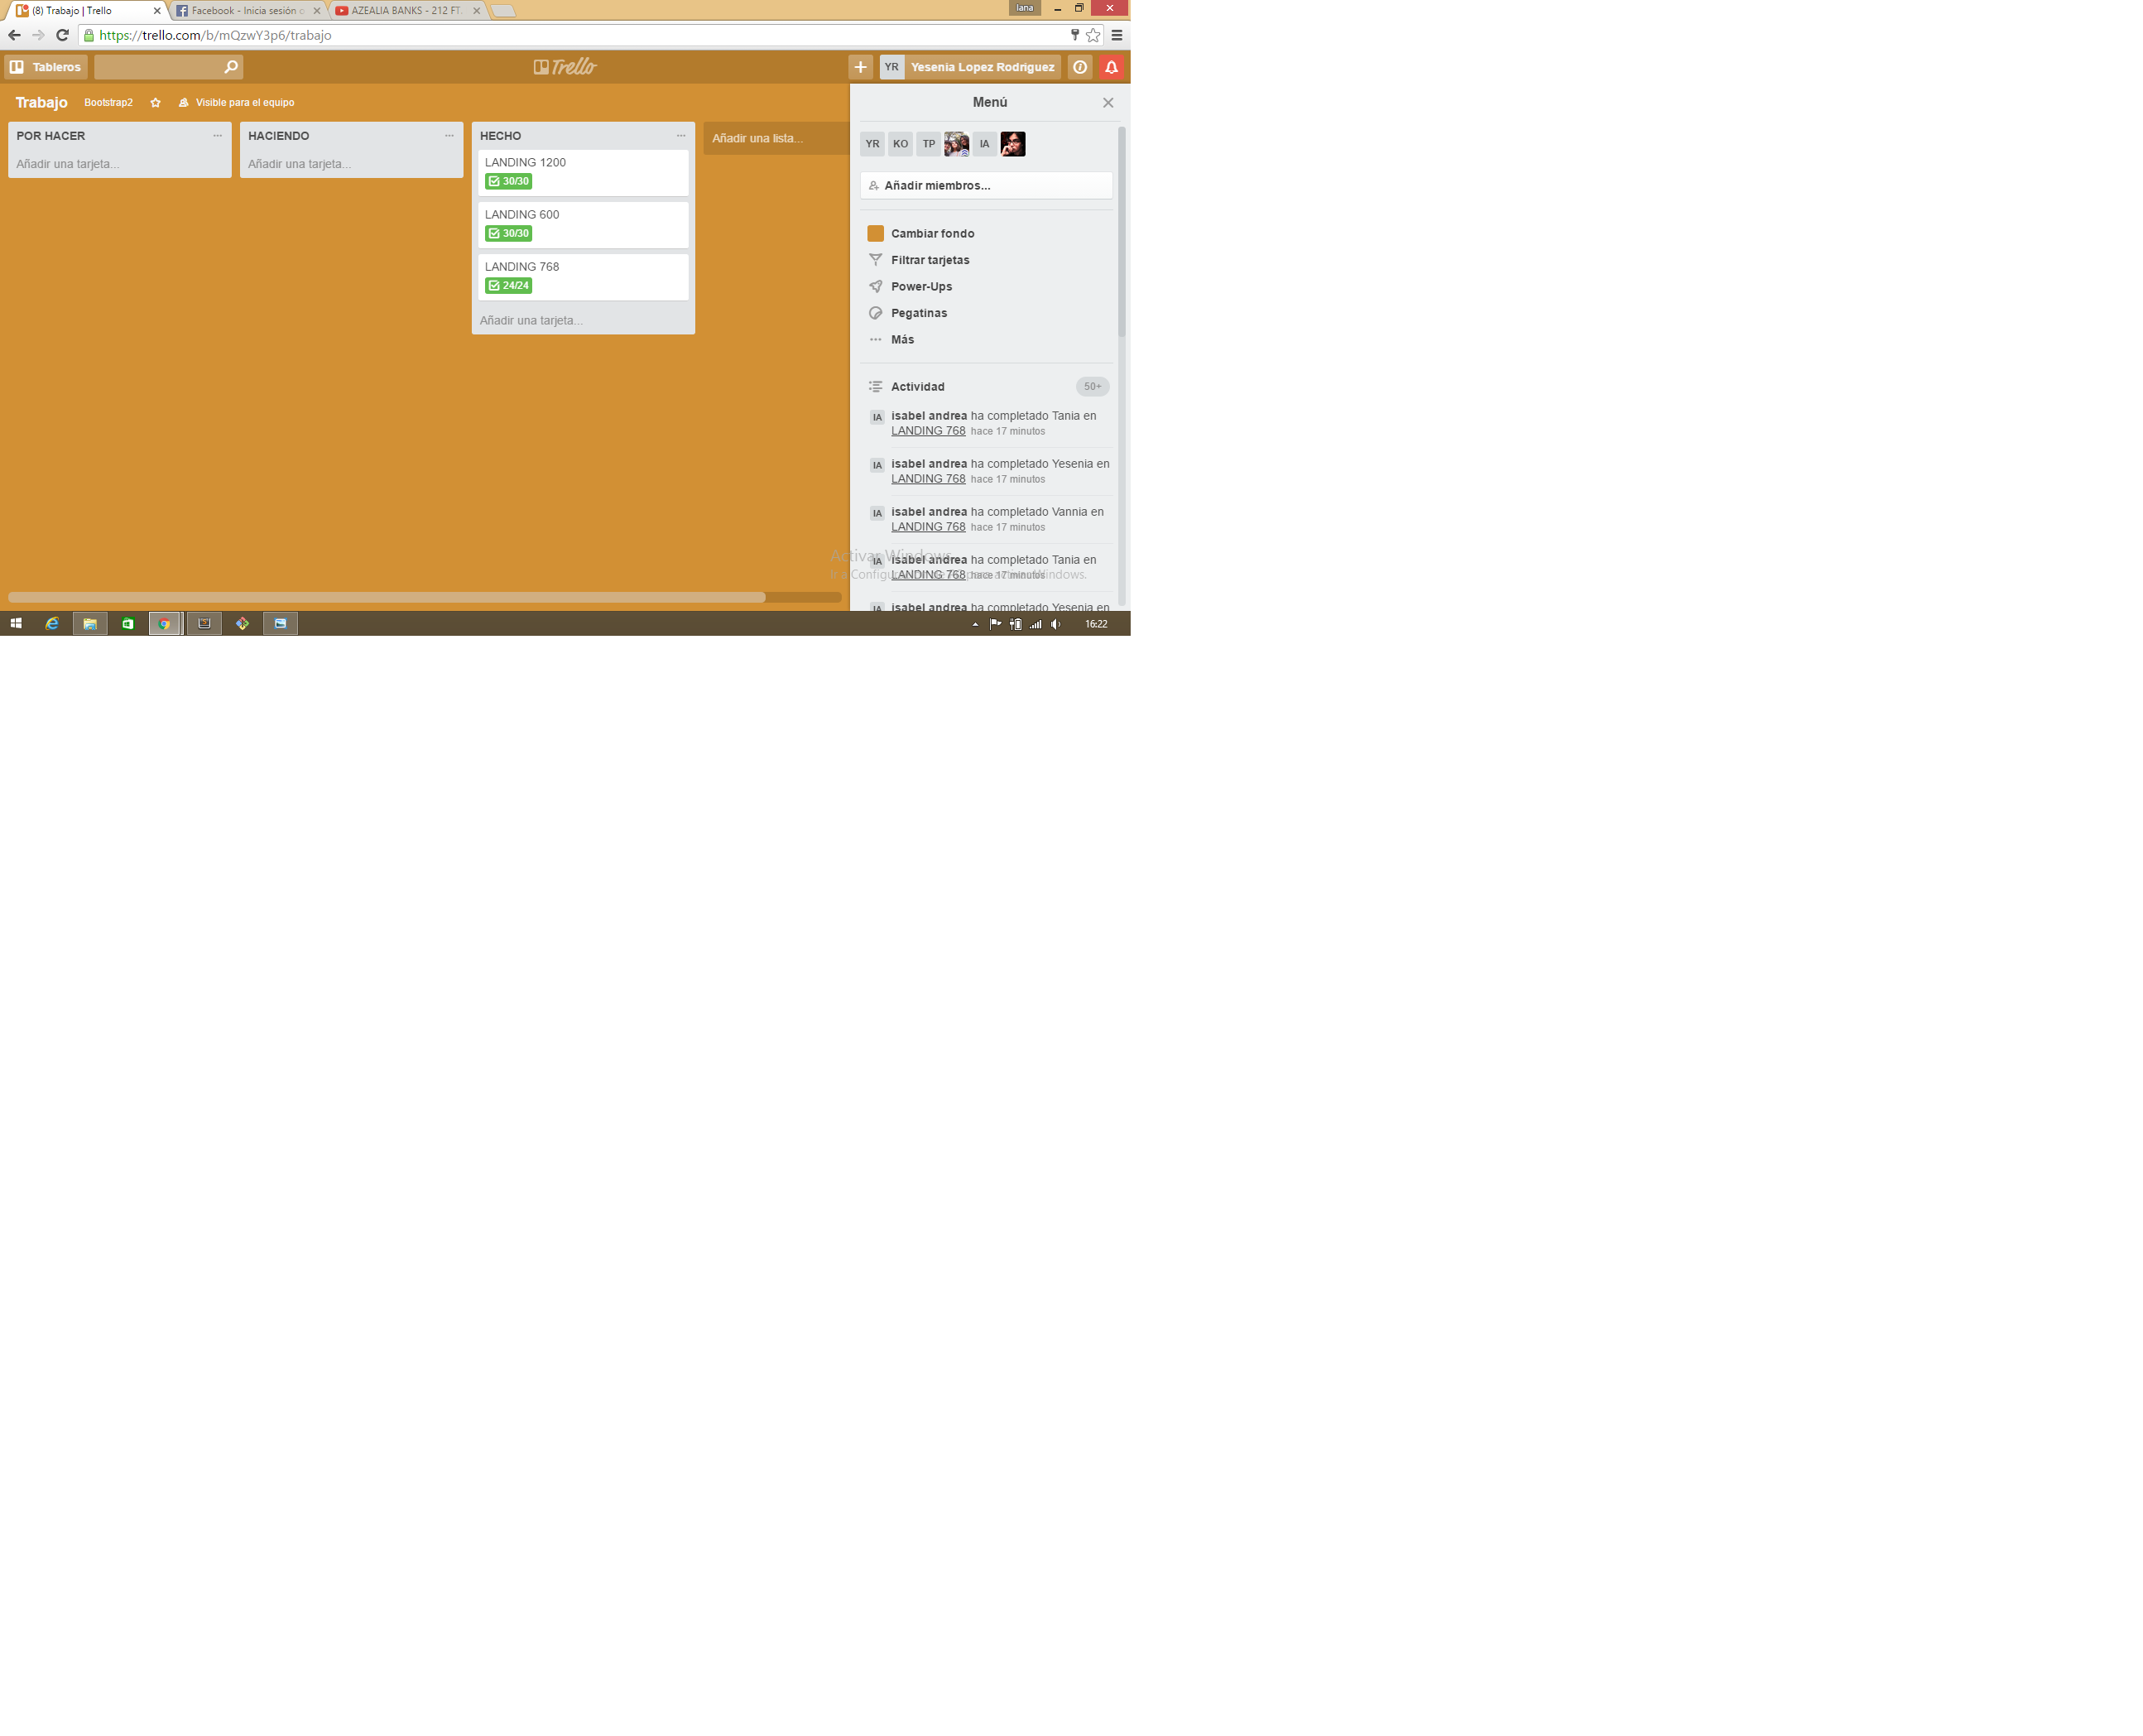 (8) Trabajo | Trello
Facebook - Inicia sesión
AZEALIA BANKS - 212 FT.
Iana
https://trello.com/b/mQzwY3p6/trabajo
Tableros
Trello
YR Yesenia Lopez Rodriguez
Trabajo Bootstrap2 Visible para el equipo
POR HACER
Añadir una tarjeta...
HACIENDO
Añadir una tarjeta...
HECHO
LANDING 1200
30/30
LANDING 600
30/30
LANDING 768
24/24
Añadir una tarjeta...
Añadir una lista...
Menú
YR KO TP IA
Añadir miembros...
Cambiar fondo
Filtrar tarjetas
Power-Ups
Pegatinas
Más
Actividad 50+
IA isabel andrea ha completado Tania en
LANDING 768 hace 17 minutos
IA isabel andrea ha completado Yesenia en
LANDING 768 hace 17 minutos
IA isabel andrea ha completado Vannia en
LANDING 768 hace 17 minutos
Activar Windows
IA isabel andrea ha completado Tania en
LANDING 768 hace 17 minutos
IA isabel andrea ha completado Yesenia en
16:22